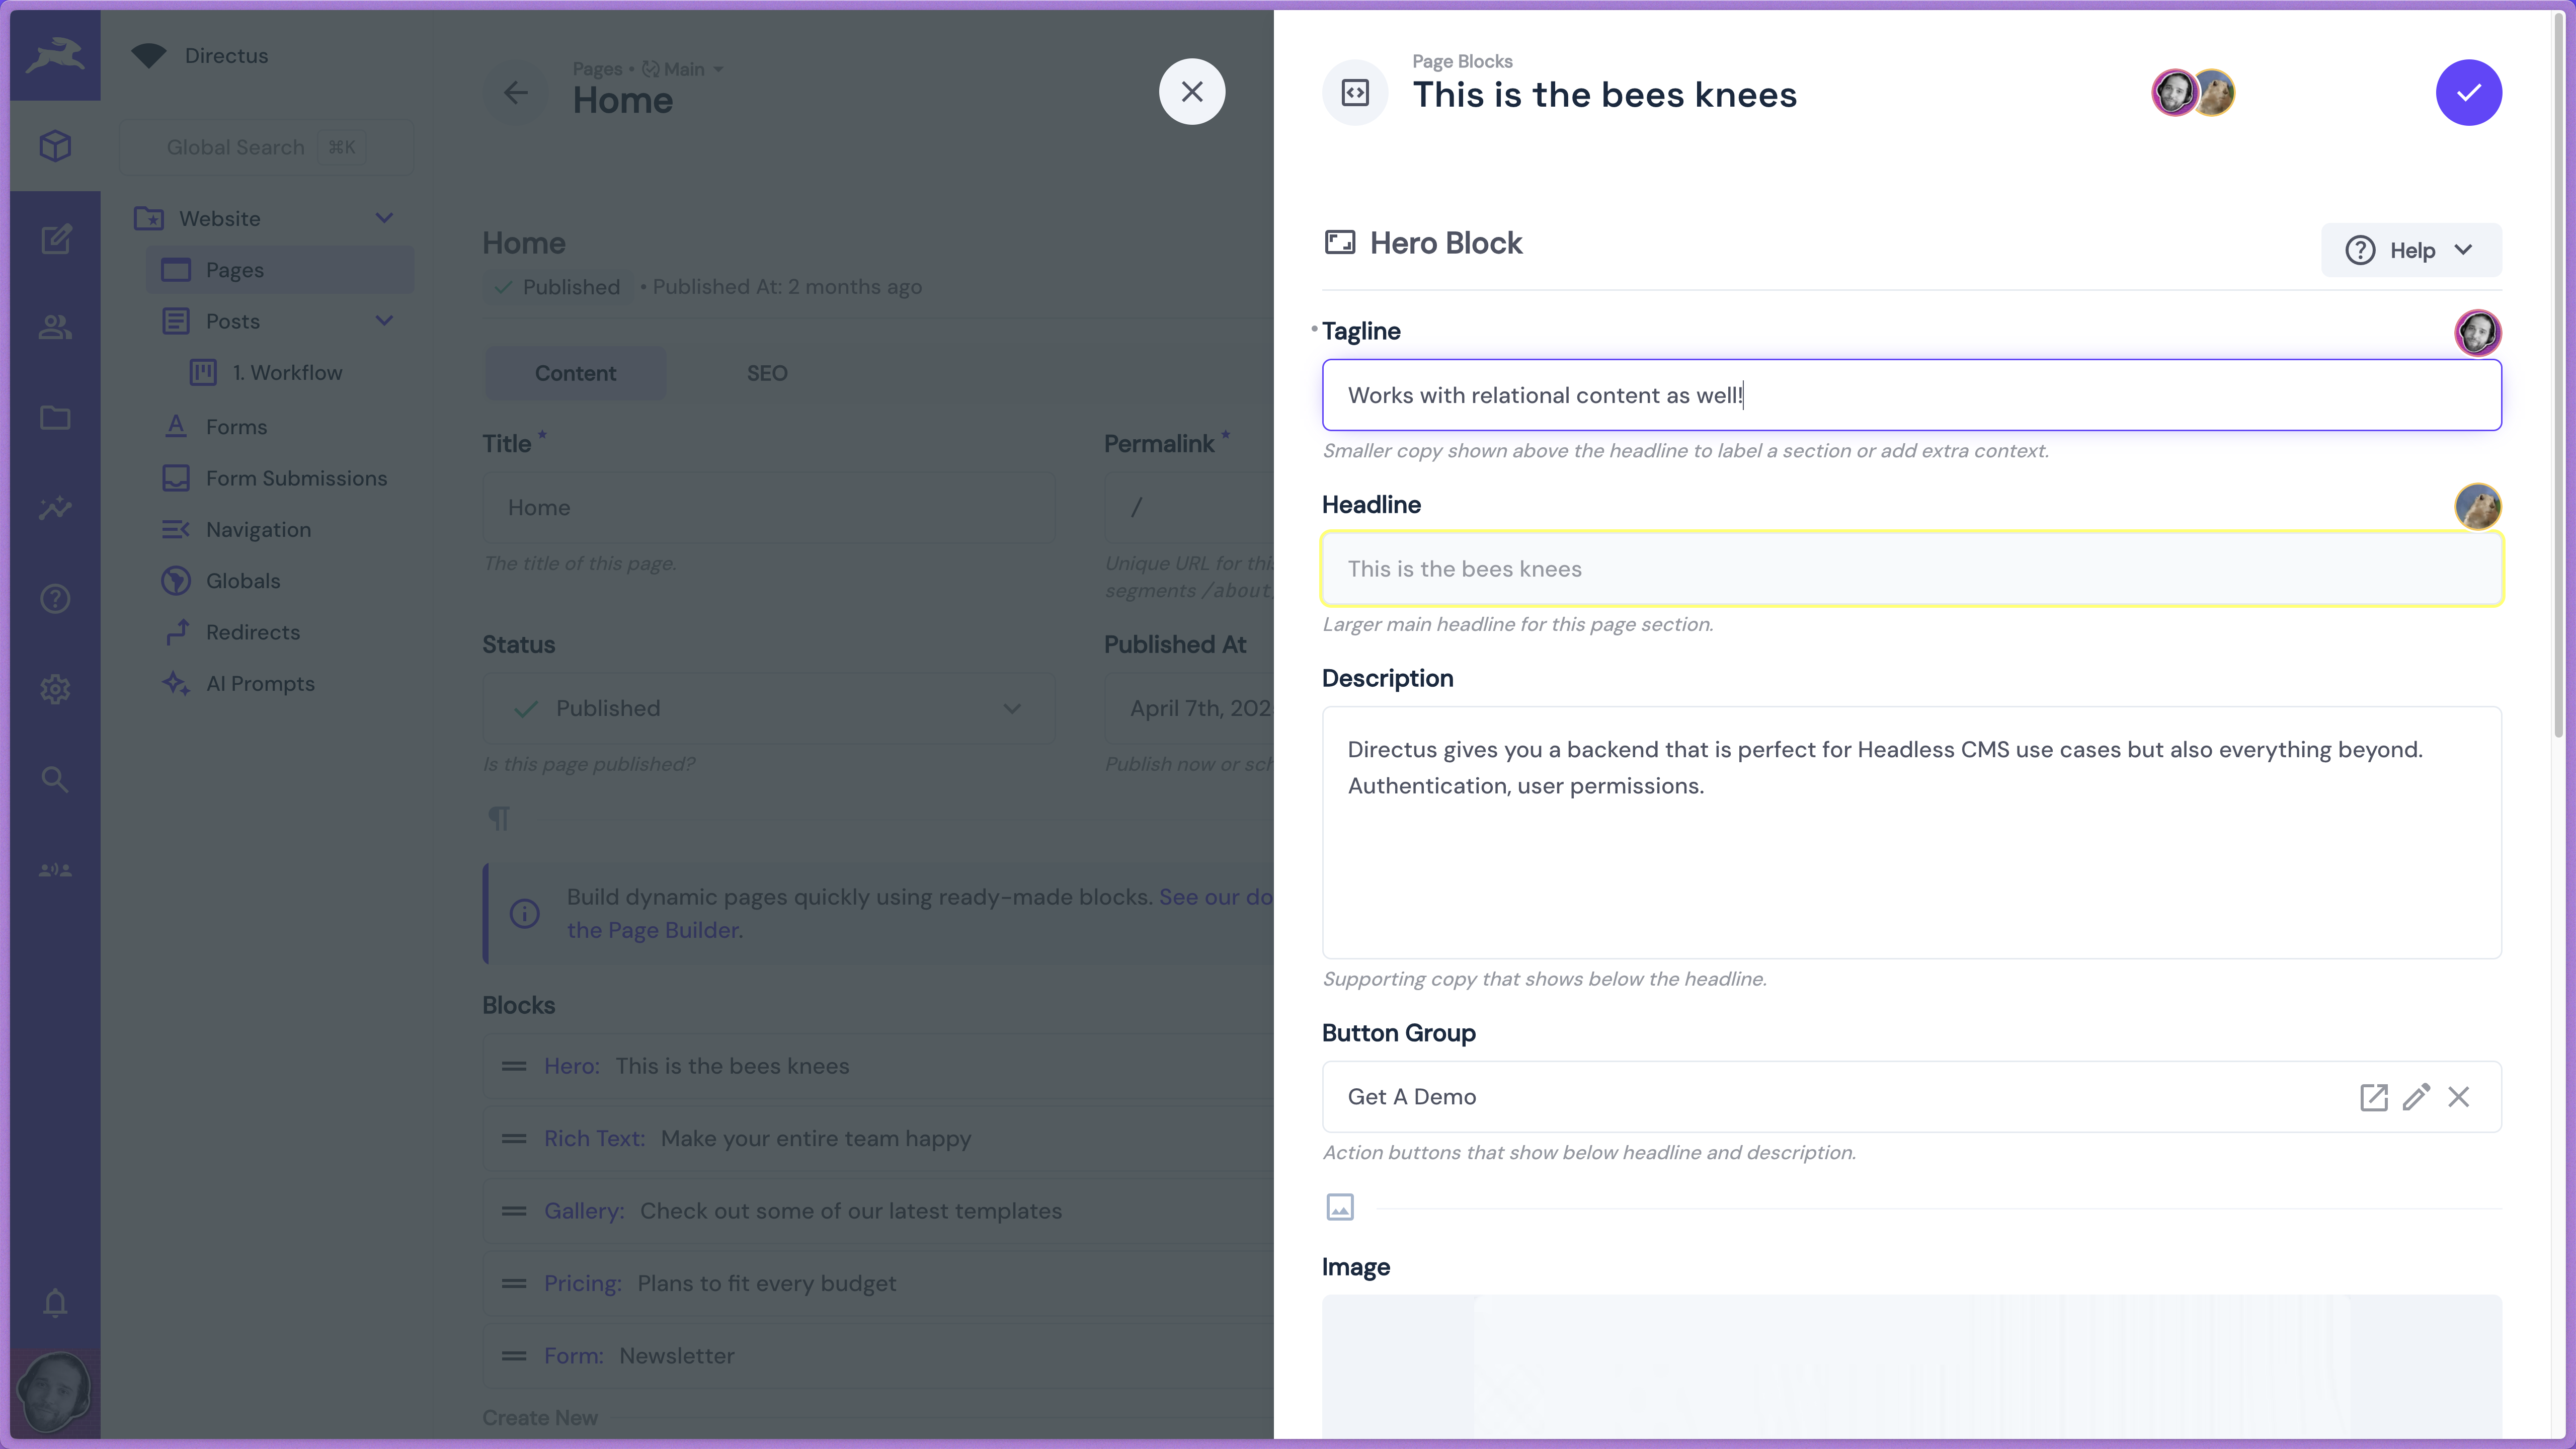 Directus
Global Search ⌘K
Website
Pages
Posts
1. Workflow
Forms
Form Submissions
Navigation
Globals
Redirects
AI Prompts
Pages • Main
Home
Home
Published • Published At: 2 months ago
Content SEO
Title * Permalink *
Home /
The title of this page. Unique URL for this
segments /about,
Status Published At
Published April 7th, 202
Is this page published? Publish now or sch
Build dynamic pages quickly using ready-made blocks. See our do
the Page Builder.
Blocks
Hero: This is the bees knees
Rich Text: Make your entire team happy
Gallery: Check out some of our latest templates
Pricing: Plans to fit every budget
Form: Newsletter
Create New
Page Blocks
This is the bees knees
Hero Block
Help
Tagline
Works with relational content as well!
Smaller copy shown above the headline to label a section or add extra context.
Headline
This is the bees knees
Larger main headline for this page section.
Description
Directus gives you a backend that is perfect for Headless CMS use cases but also everything beyond.
Authentication, user permissions.
Supporting copy that shows below the headline.
Button Group
Get A Demo
Action buttons that show below headline and description.
Image